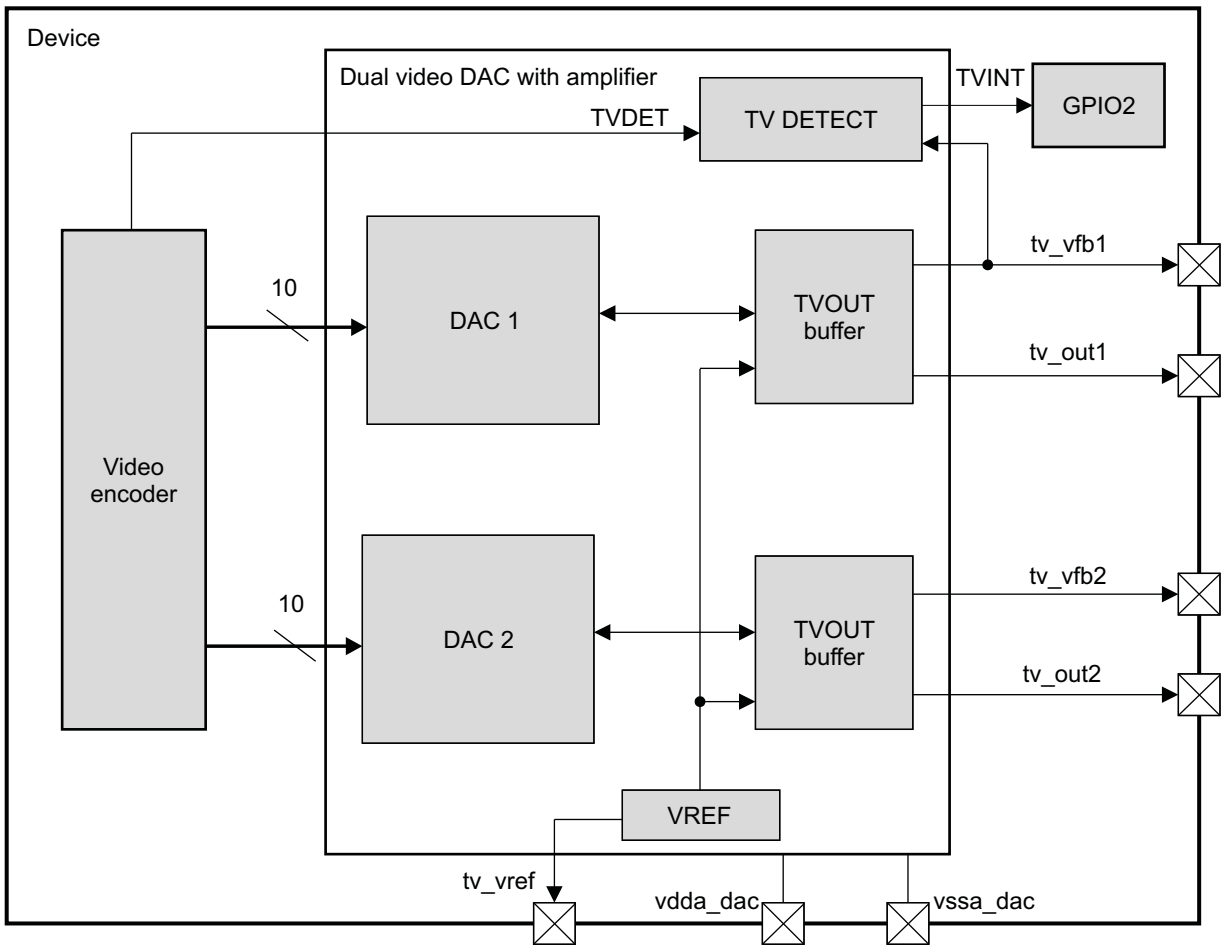 Device
Dual video DAC with amplifier
TVINT
TVDET
TV DETECT
GPIO2
tv_vfb1
10
DAC 1
TVOUT
buffer
tv_out1
Video
encoder
tv_vfb2
10
DAC 2
TVOUT
buffer
tv_out2
VREF
tv_vref
vdda_dac
vssa_dac